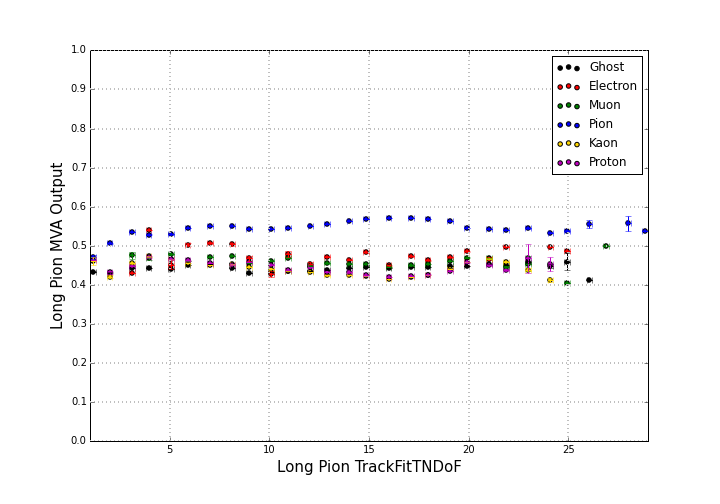 1.0
0.9
0.8
0.7
0.6
0.5
0.4
0.3
0.2
0.1
0.0
Long Pion MVA Output
Ghost
Electron
Muon
Pion
Kaon
Proton
5
10
15
20
25
Long Pion TrackFitTNDoF